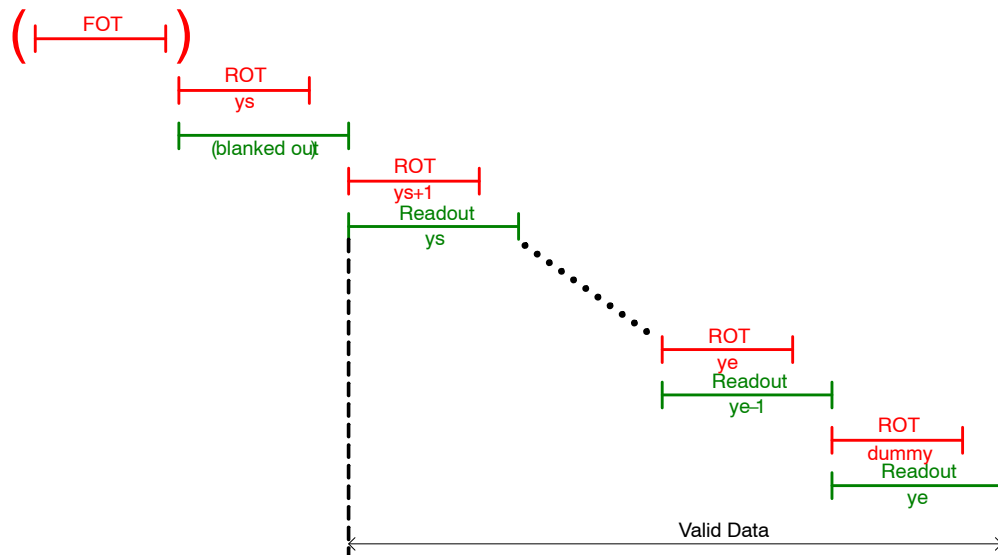 ( FOT )
ROT
ys
(blanked out)
ROT
ys+1
Readout
ys
ROT
ye
Readout
ye–1
ROT
dummy
Readout
ye
Valid Data